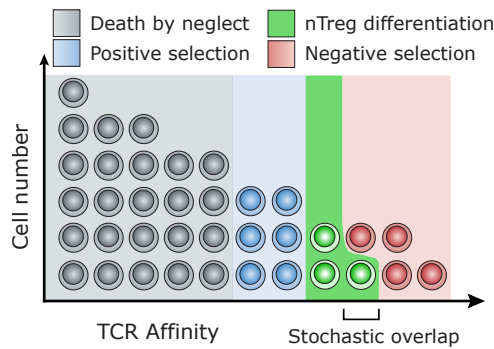 Death by neglect
nTreg differentiation
Positive selection
Negative selection
Cell number
TCR Affinity
Stochastic overlap